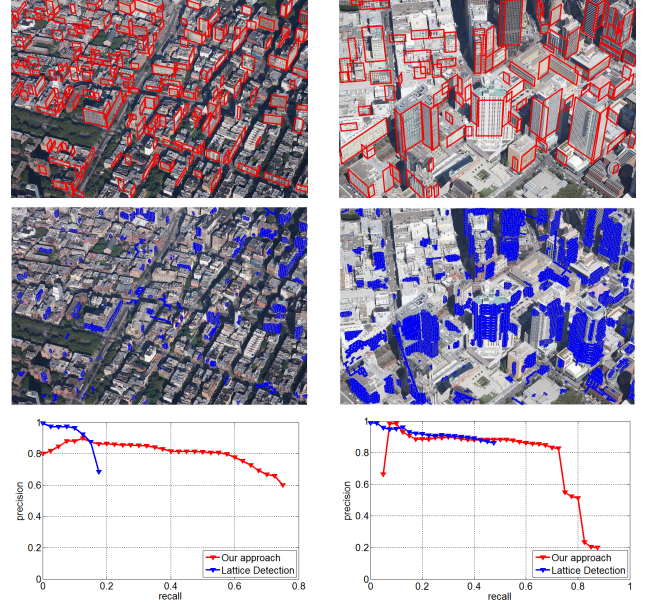 1
0.8
0.6
0.4
0.2
0
0 0.2 0.4 0.6 0.8
precision
recall
Our approach
Lattice Detection
1
0.8
0.6
0.4
0.2
0
0 0.2 0.4 0.6 0.8 1
precision
recall
Our approach
Lattice Detection